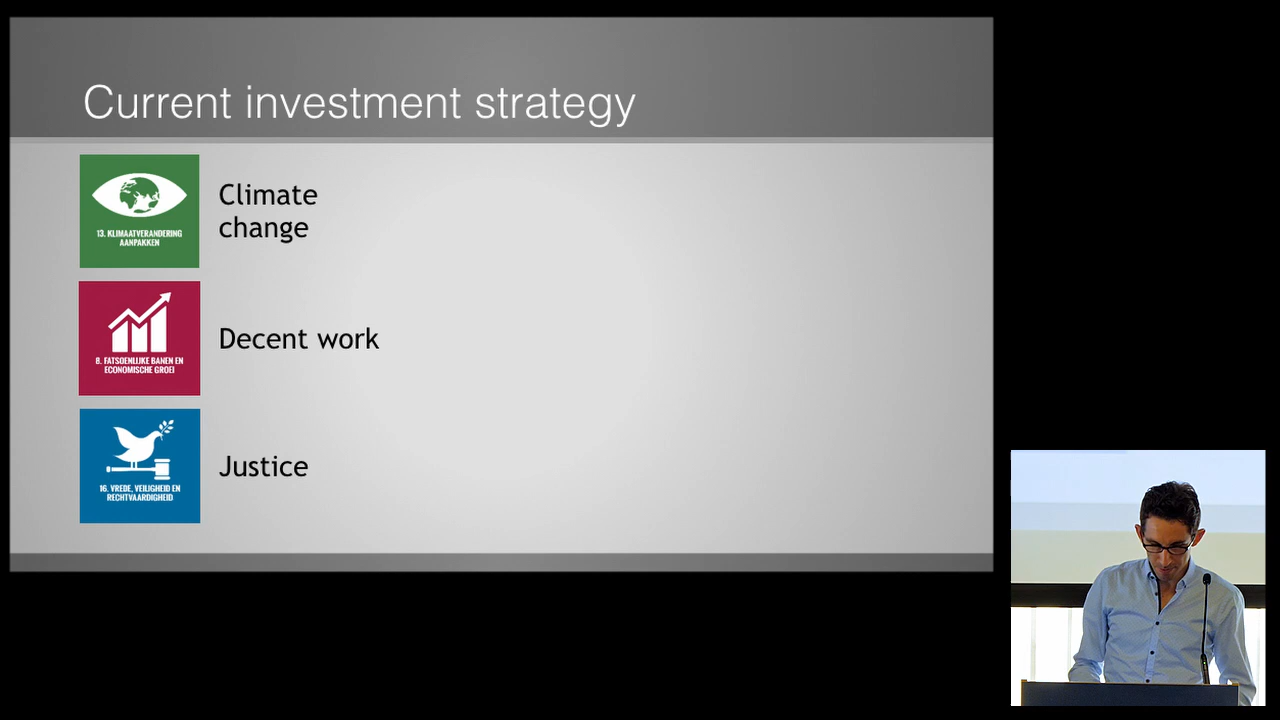 Current investment strategy
13. KLIMAATVERANDERING
AANPAKKEN
Climate
change
8. FATSOENLIJKE BANEN EN
ECONOMISCHE GROEI
Decent work
16. VREDE, VEILIGHEID EN
RECHTVAARDIGHEID
Justice